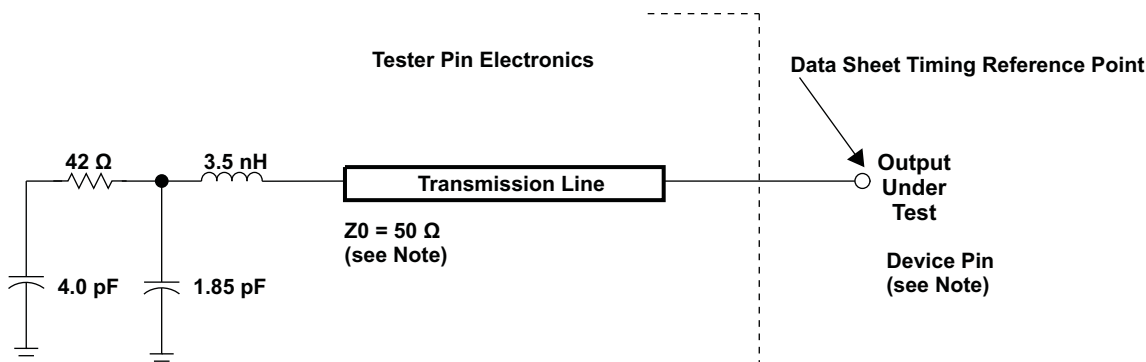 Tester Pin Electronics
Data Sheet Timing Reference Point
42 Ω
3.5 nH
Transmission Line
Output
Under
Test
Z0 = 50 Ω
(see Note)
Device Pin
(see Note)
4.0 pF
1.85 pF